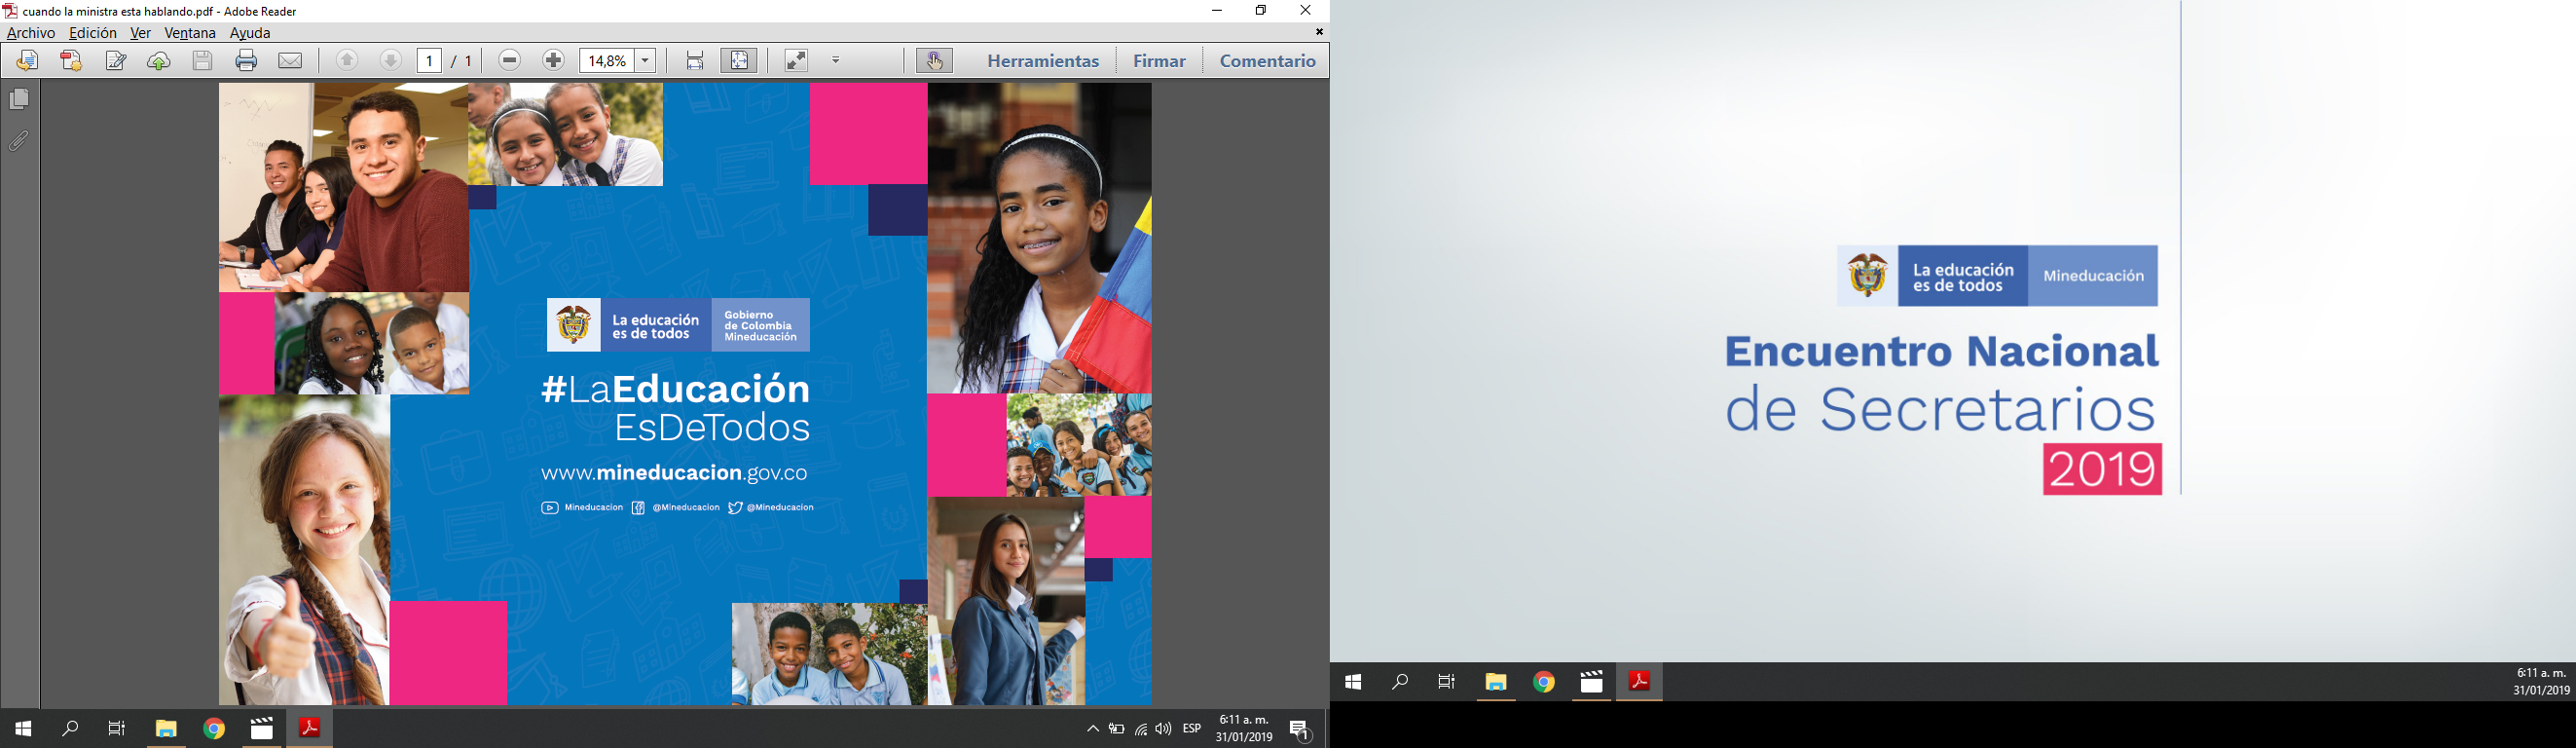 cuando la ministra esta hablando.pdf - Adobe Reader
Archivo Edición Ver Ventana Ayuda
1 / 1 14,8% Herramientas Firmar Comentario
La educación
es de todos
Gobierno
de Colombia
Mineducación
#LaEducación
EsDeTodos
www.mineducacion.gov.co
Mineducacion @Mineducacion @Mineducacion
ESP
6:11 a. m.
31/01/2019
1
La educación
es de todos
Mineducación
Encuentro Nacional
de Secretarios
2019
6:11 a. m.
31/01/2019